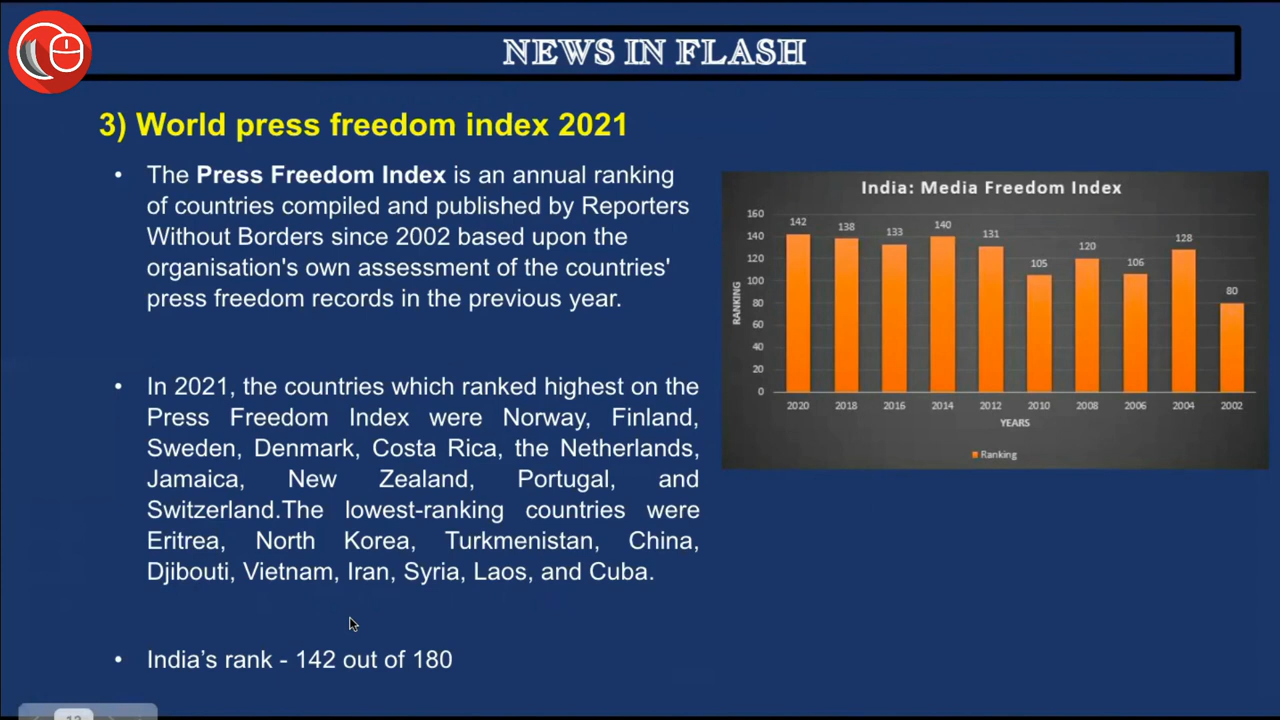 NEWS IN FLASH
3) World press freedom index 2021
• The Press Freedom Index is an annual ranking
of countries compiled and published by Reporters
Without Borders since 2002 based upon the
organisation's own assessment of the countries'
press freedom records in the previous year.
• In 2021, the countries which ranked highest on the
Press Freedom Index were Norway, Finland,
Sweden, Denmark, Costa Rica, the Netherlands,
Jamaica, New Zealand, Portugal, and
Switzerland.The lowest-ranking countries were
Eritrea, North Korea, Turkmenistan, China,
Djibouti, Vietnam, Iran, Syria, Laos, and Cuba.
• India’s rank - 142 out of 180
India: Media Freedom Index
RANKING
160
140
120
100
80
60
40
20
0
142 138 133 140 131 105 120 106 128 80
2020 2018 2016 2014 2012 2010 2008 2006 2004 2002
YEARS
Ranking